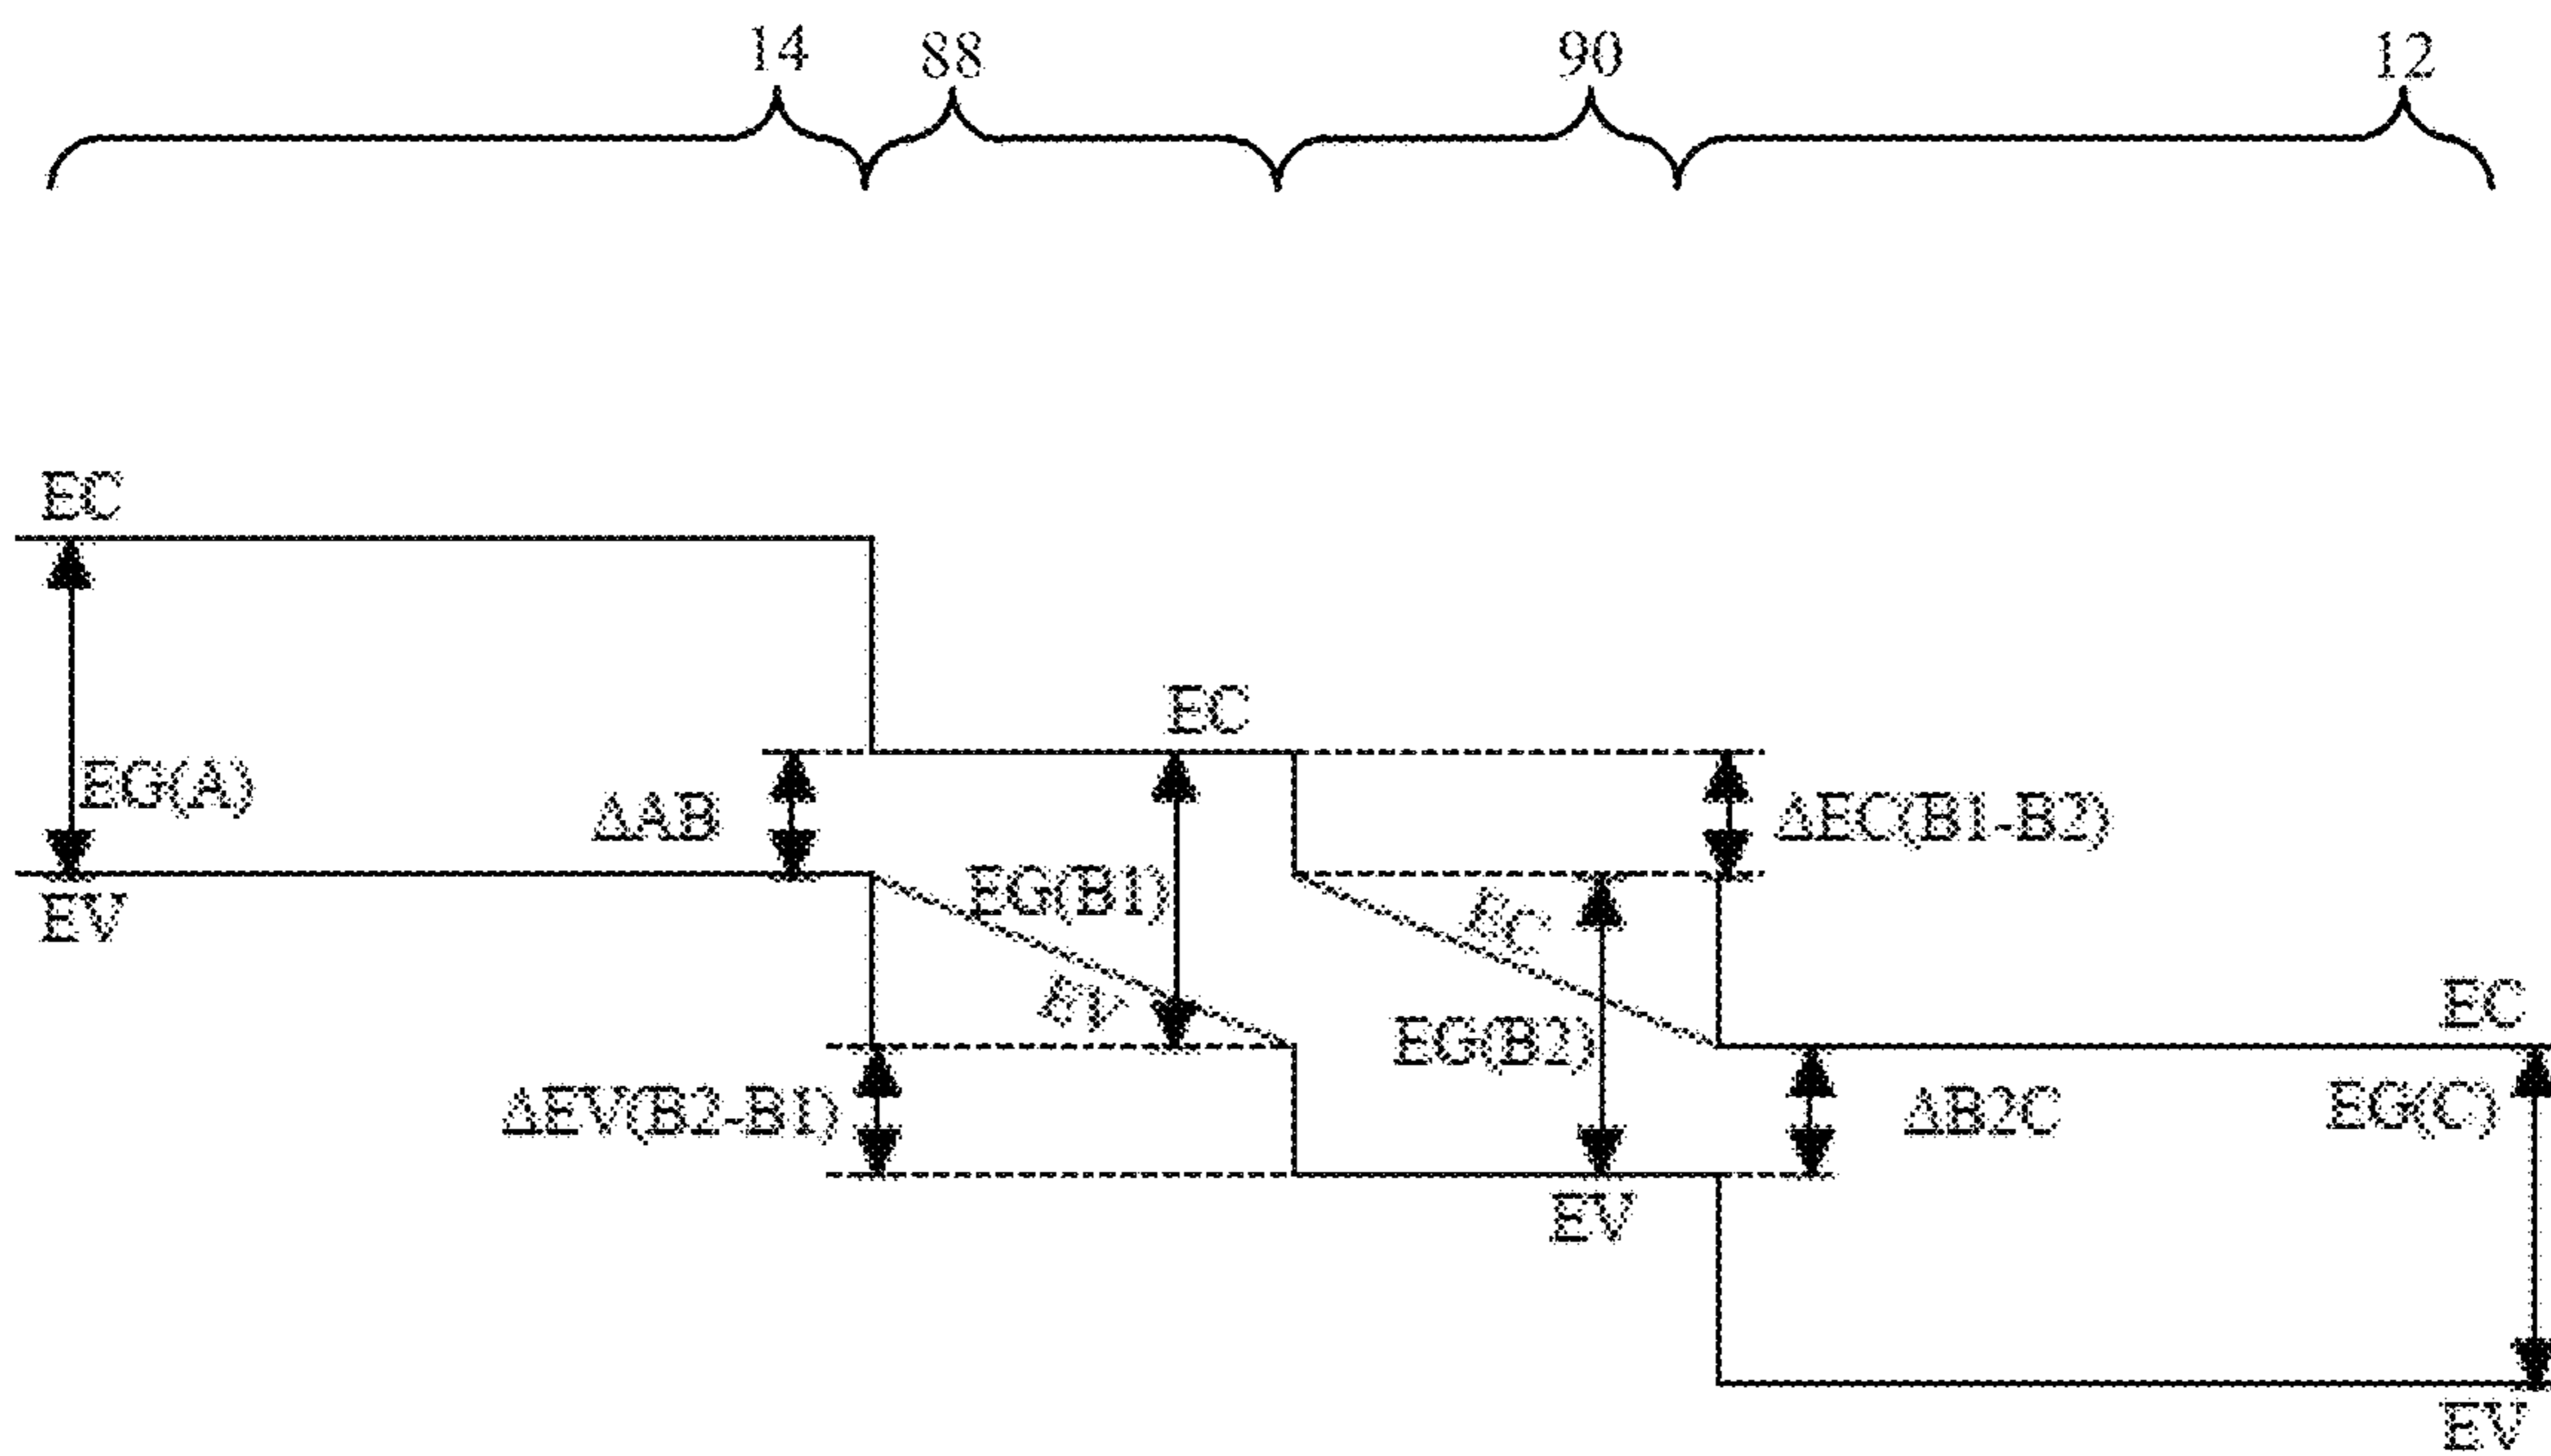 14 88 90 12
EC
EC
EG(A) ΔAB ΔEC(B1-B2)
EG(B1)
EV EC
EV EC
EG(B2)
ΔEV(B2-B1) ΔB2C EG(C)
EV
EV